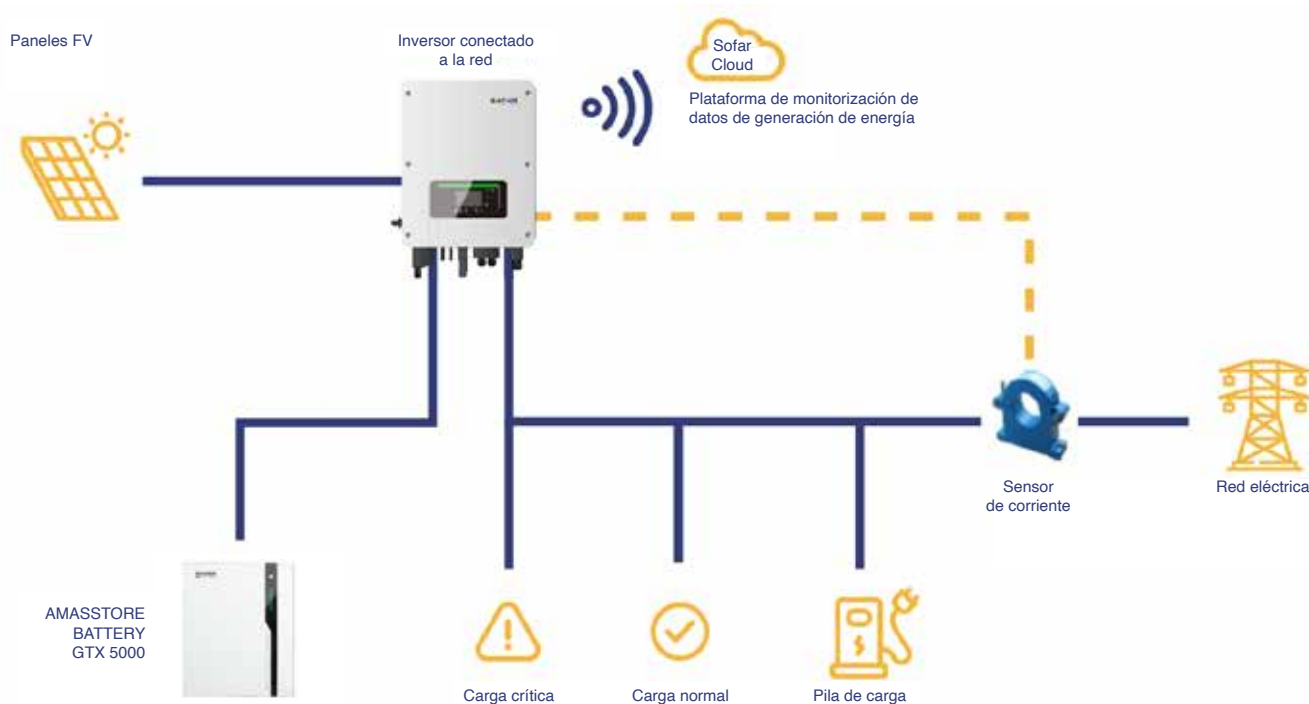 Paneles FV
Inversor conectado
a la red
Sofar
Cloud
Plataforma de monitorización de
datos de generación de energía
Sensor
de corriente
Red eléctrica
AMASSTORE
BATTERY
GTX 5000
Carga crítica
Carga normal
Pila de carga